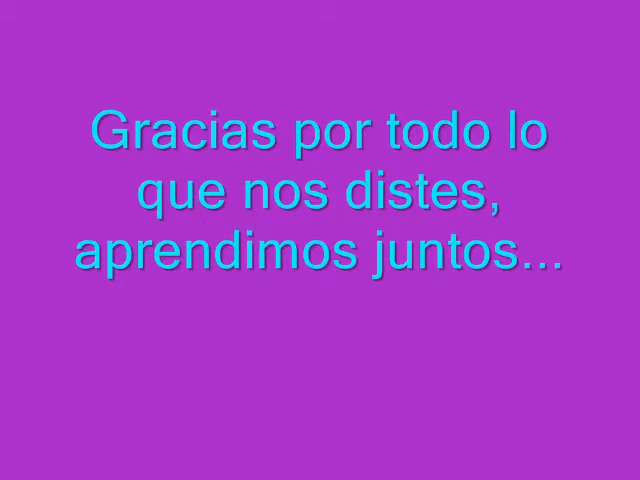 Gracias por todo lo
que nos distes,
aprendimos juntos...